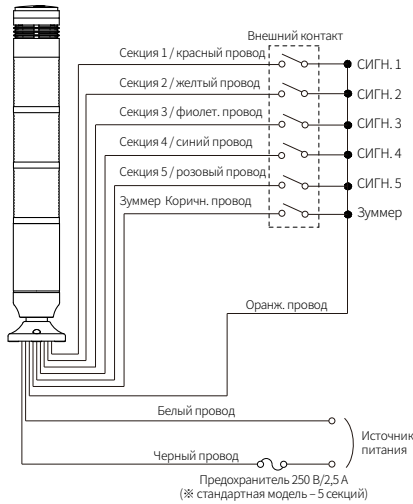 Внешний контакт
Секция 1 / красный провод
СИГН. 1
Секция 2 / желтый провод
СИГН. 2
Секция 3 / фиолет. провод
СИГН. 3
Секция 4 / синий провод
СИГН. 4
Секция 5 / розовый провод
СИГН. 5
Зуммер Коричн. провод
Зуммер
Оранж. провод
Белый провод
Источник
питания
Черный провод
Предохранитель 250 В/2,5 А
(※ стандартная модель – 5 секций)